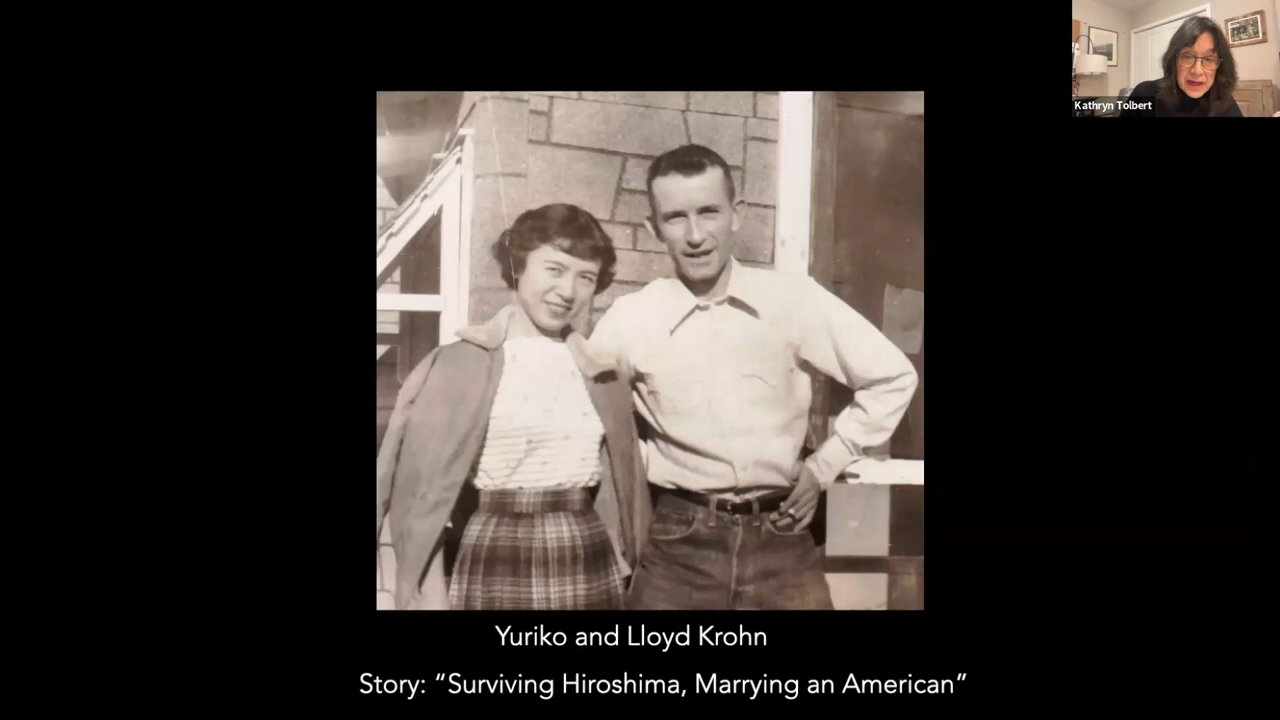 Kathryn Tolbert
Yuriko and Lloyd Krohn
Story: “Surviving Hiroshima, Marrying an American”